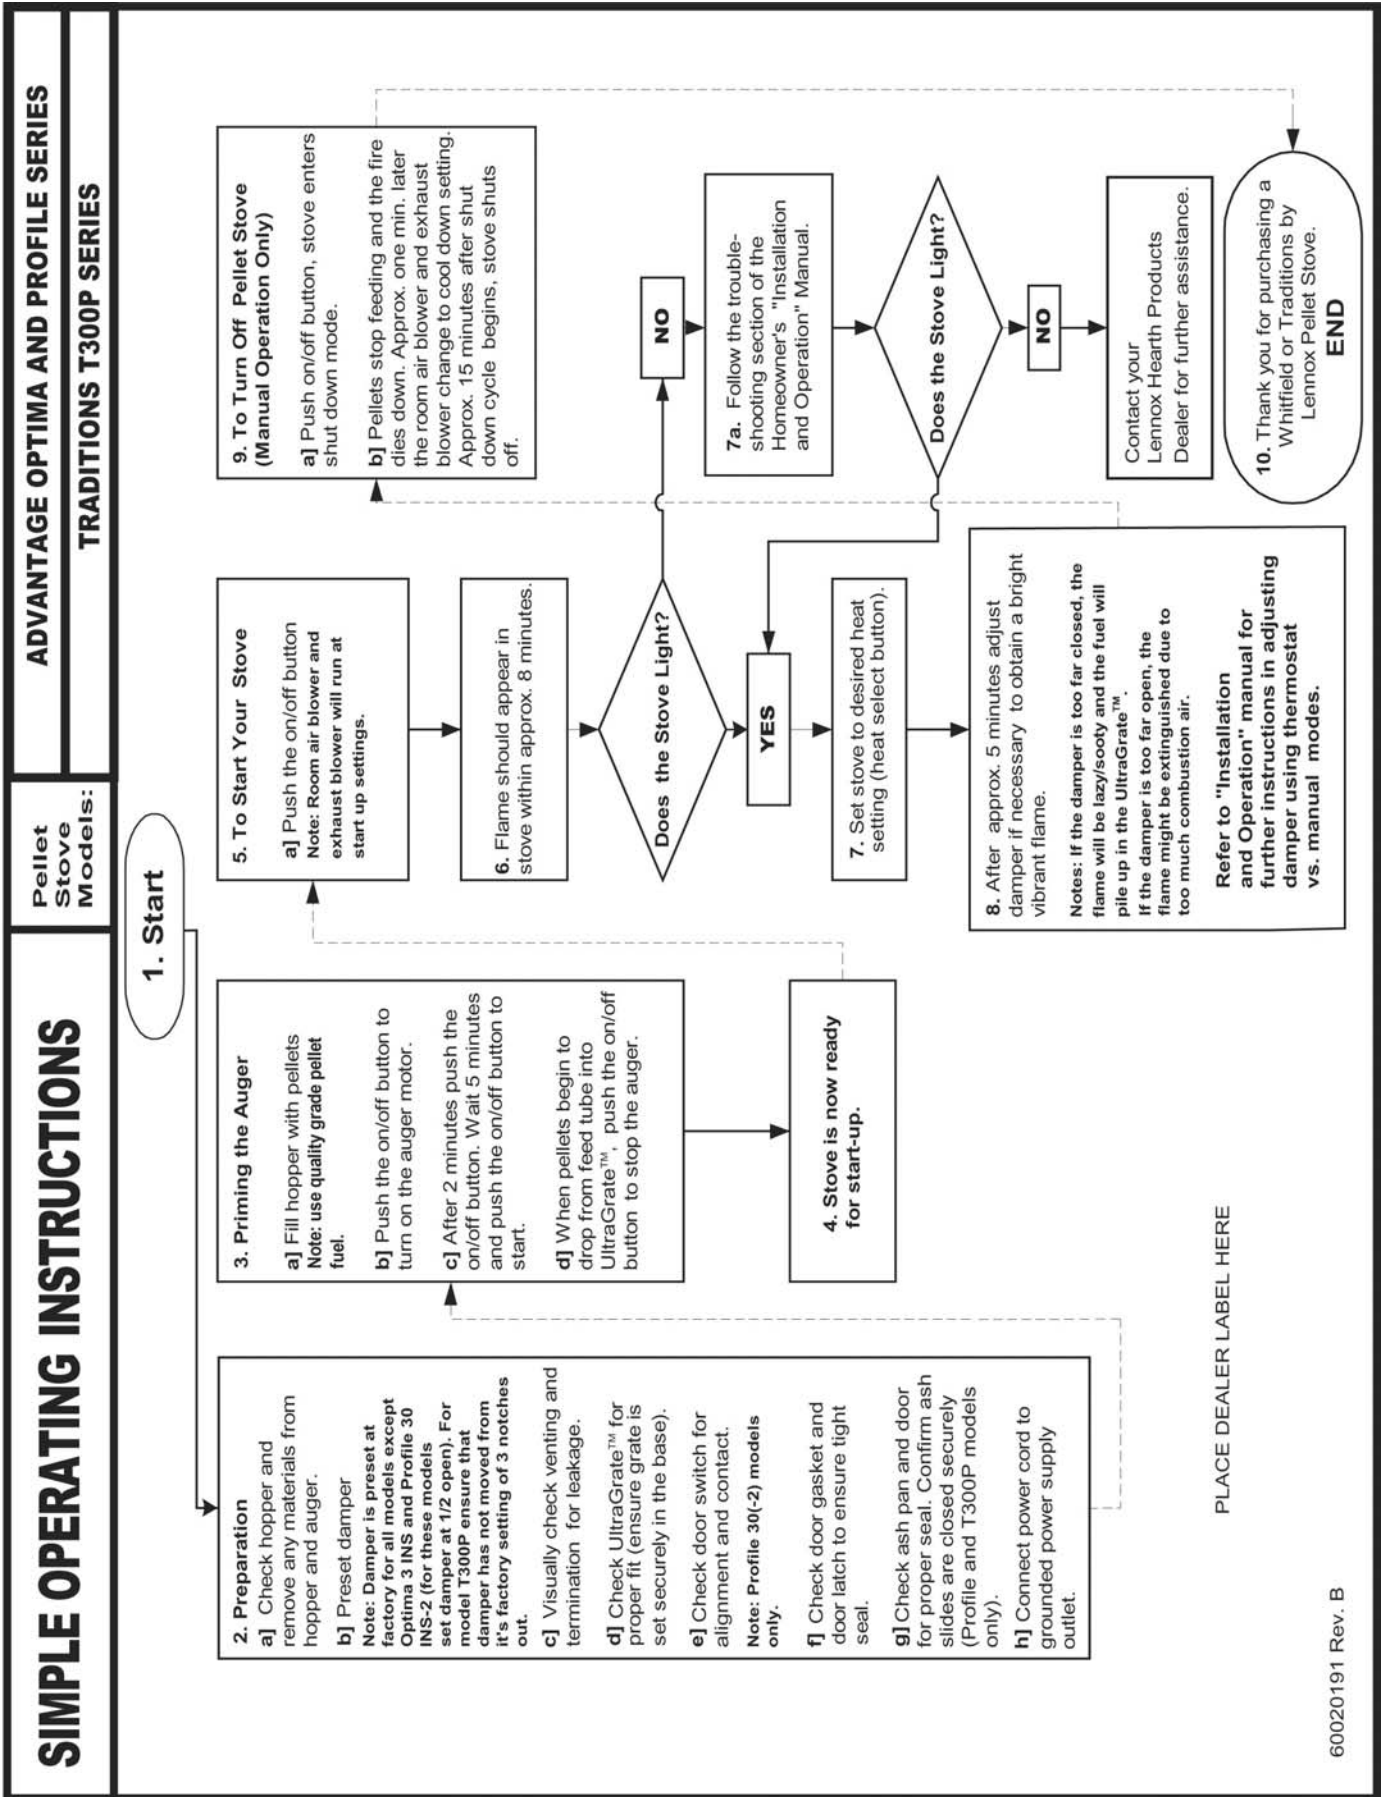 SIMPLE OPERATING INSTRUCTIONS
Pellet
Stove
Models:
ADVANTAGE OPTIMA AND PROFILE SERIES
TRADITIONS T300P SERIES
1. Start
2. Preparation
a] Check hopper and
remove any materials from
hopper and auger.
b] Preset damper
Note: Damper is preset at
factory for all models except
Optima 3 INS and Profile 30
INS-2 (for these models
set damper at 1/2 open). For
model T300P ensure that
damper has not moved from
it's factory setting of 3 notches
out.
c] Visually check venting and
termination for leakage.
d] Check UltraGrate™ for
proper fit (ensure grate is
set securely in the base).
e] Check door switch for
alignment and contact.
Note: Profile 30(-2) models
only.
f] Check door gasket and
door latch to ensure tight
seal.
g] Check ash pan and door
for proper seal. Confirm ash
slides are closed securely
(Profile and T300P models
only).
h] Connect power cord to
grounded power supply
outlet.
3. Priming the Auger
a] Fill hopper with pellets
Note: use quality grade pellet
fuel.
b] Push the on/off button to
turn on the auger motor.
c] After 2 minutes push the
on/off button. Wait 5 minutes
and push the on/off button to
start.
d] When pellets begin to
drop from feed tube into
UltraGrate™, push the on/off
button to stop the auger.
4. Stove is now ready
for start-up.
5. To Start Your Stove
a] Push the on/off button
Note: Room air blower and
exhaust blower will run at
start up settings.
6. Flame should appear in
stove within approx. 8 minutes.
Does the Stove Light?
YES
7. Set stove to desired heat
setting (heat select button).
8. After approx. 5 minutes adjust
damper if necessary to obtain a bright
vibrant flame.
Notes: If the damper is too far closed, the
flame will be lazy/sooty and the fuel will
pile up in the UltraGrate™.
If the damper is too far open, the
flame might be extinguished due to
too much combustion air.
Refer to "Installation
and Operation" manual for
further instructions in adjusting
damper using thermostat
vs. manual modes.
9. To Turn Off Pellet Stove
(Manual Operation Only)
a] Push on/off button, stove enters
shut down mode.
b] Pellets stop feeding and the fire
dies down. Approx. one min. later
the room air blower and exhaust
blower change to cool down setting.
Approx. 15 minutes after shut
down cycle begins, stove shuts
off.
NO
7a. Follow the trouble-
shooting section of the
Homeowner's "Installation
and Operation" Manual.
Does the Stove Light?
NO
Contact your
Lennox Hearth Products
Dealer for further assistance.
10. Thank you for purchasing a
Whitfield or Traditions by
Lennox Pellet Stove.
END
PLACE DEALER LABEL HERE
60020191 Rev. B